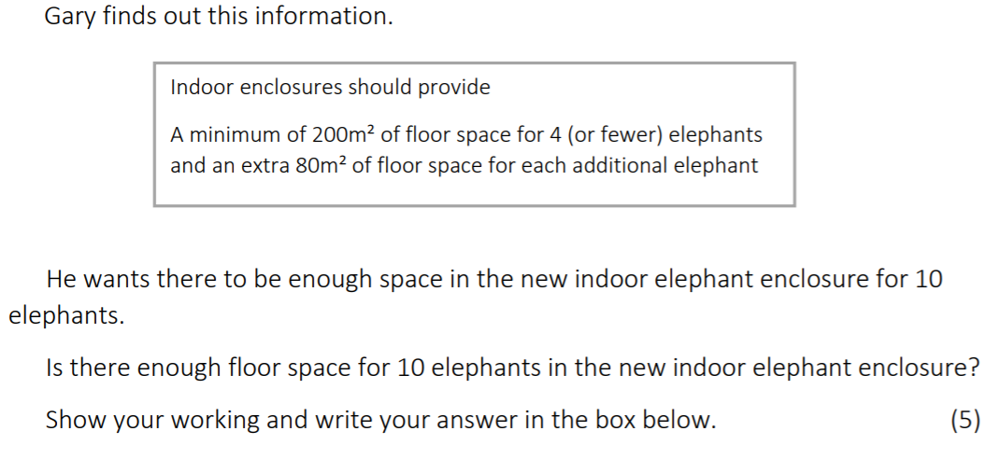 Gary finds out this information.
Indoor enclosures should provide
A minimum of 200m² of floor space for 4 (or fewer) elephants
and an extra 80m² of floor space for each additional elephant
He wants there to be enough space in the new indoor elephant enclosure for 10
elephants.
Is there enough floor space for 10 elephants in the new indoor elephant enclosure?
Show your working and write your answer in the box below. (5)